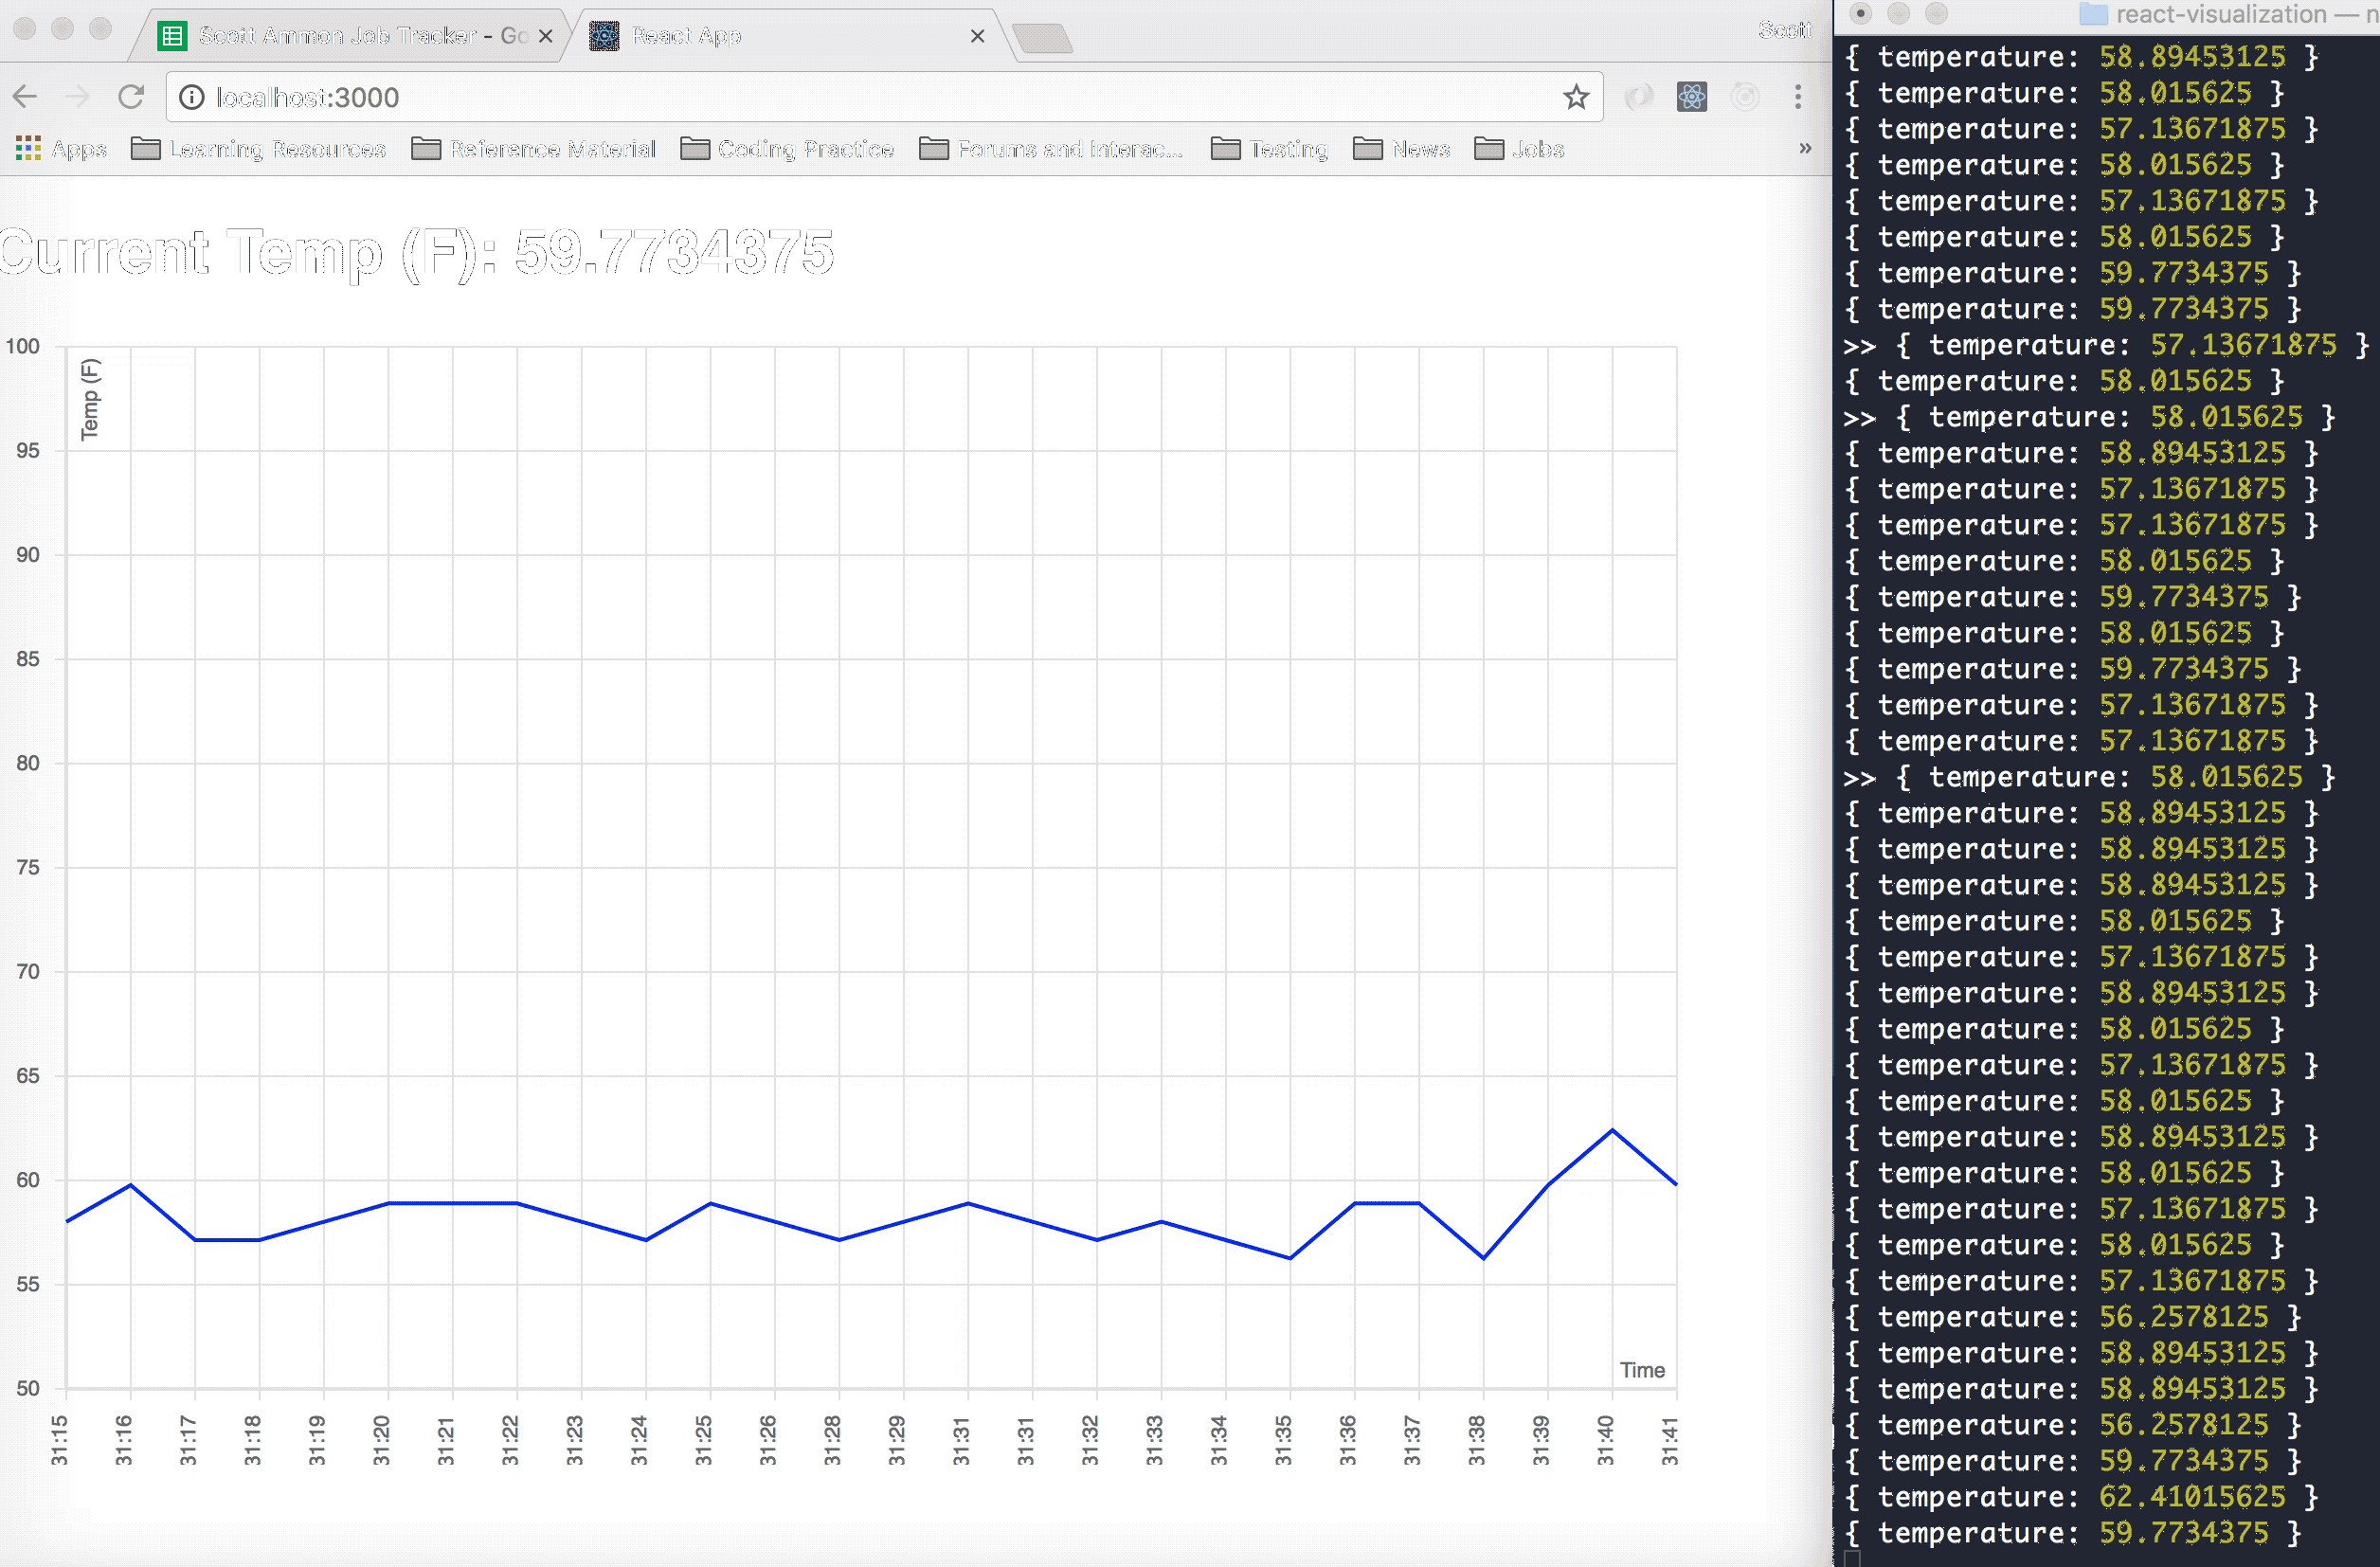 Scott Ammon Job Tracker - Go
React App
Scott
localhost:3000
Apps
Learning Resources
Reference Material
Coding Practice
Forums and Interac...
Testing
News
Jobs
»
Current Temp (F): 59.7734375
100
Temp (F)
95
90
85
80
75
70
65
60
55
50
Time
31:15
31:16
31:17
31:18
31:19
31:20
31:21
31:22
31:23
31:24
31:25
31:26
31:28
31:29
31:31
31:31
31:32
31:33
31:34
31:35
31:36
31:37
31:38
31:39
31:40
31:41
react-visualization — n
{ temperature: 58.89453125 }
{ temperature: 58.015625 }
{ temperature: 57.13671875 }
{ temperature: 58.015625 }
{ temperature: 57.13671875 }
{ temperature: 58.015625 }
{ temperature: 59.7734375 }
{ temperature: 59.7734375 }
>> { temperature: 57.13671875 }
{ temperature: 58.015625 }
>> { temperature: 58.015625 }
{ temperature: 58.89453125 }
{ temperature: 57.13671875 }
{ temperature: 57.13671875 }
{ temperature: 58.015625 }
{ temperature: 59.7734375 }
{ temperature: 58.015625 }
{ temperature: 59.7734375 }
{ temperature: 57.13671875 }
{ temperature: 57.13671875 }
>> { temperature: 58.015625 }
{ temperature: 58.89453125 }
{ temperature: 58.89453125 }
{ temperature: 58.89453125 }
{ temperature: 58.015625 }
{ temperature: 57.13671875 }
{ temperature: 58.89453125 }
{ temperature: 58.015625 }
{ temperature: 57.13671875 }
{ temperature: 58.015625 }
{ temperature: 58.89453125 }
{ temperature: 58.015625 }
{ temperature: 57.13671875 }
{ temperature: 58.015625 }
{ temperature: 57.13671875 }
{ temperature: 56.2578125 }
{ temperature: 58.89453125 }
{ temperature: 58.89453125 }
{ temperature: 56.2578125 }
{ temperature: 59.7734375 }
{ temperature: 62.41015625 }
{ temperature: 59.7734375 }